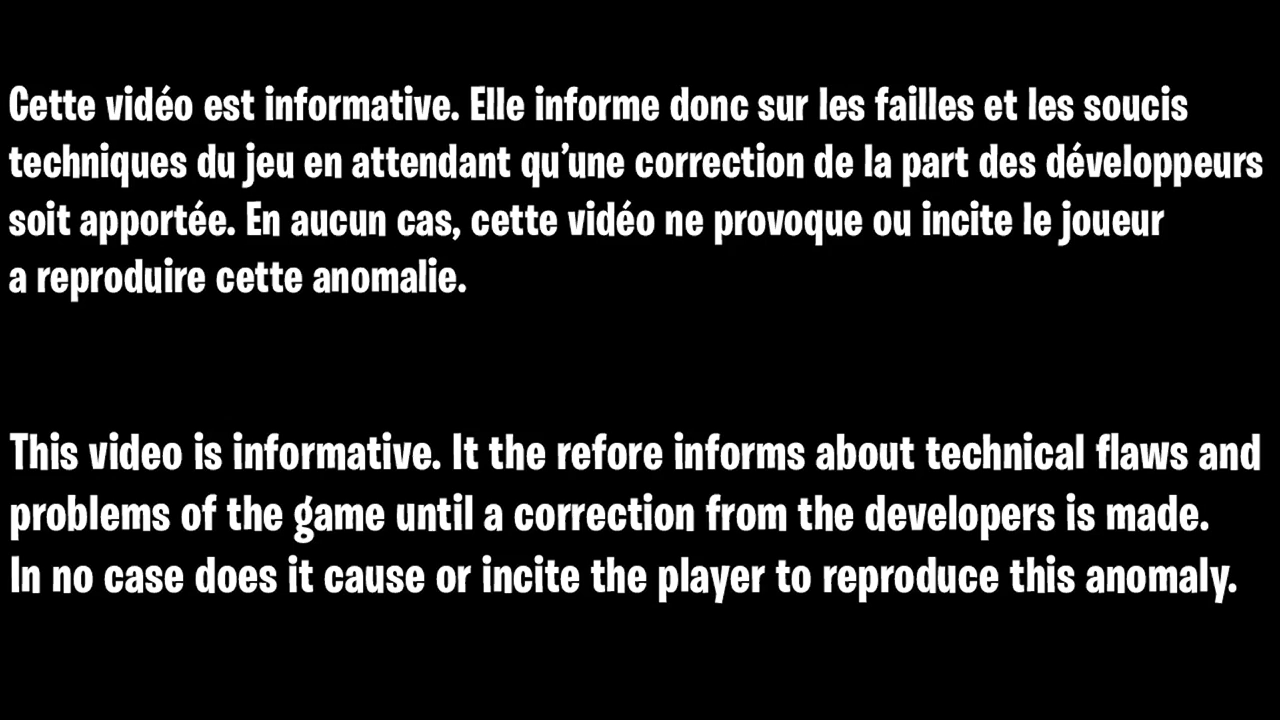 Cette vidéo est informative. Elle informe donc sur les failles et les soucis
techniques du jeu en attendant qu'une correction de la part des développeurs
soit apportée. En aucun cas, cette vidéo ne provoque ou incite le joueur
a reproduire cette anomalie.
This video is informative. It the refore informs about technical flaws and
problems of the game until a correction from the developers is made.
In no case does it cause or incite the player to reproduce this anomaly.